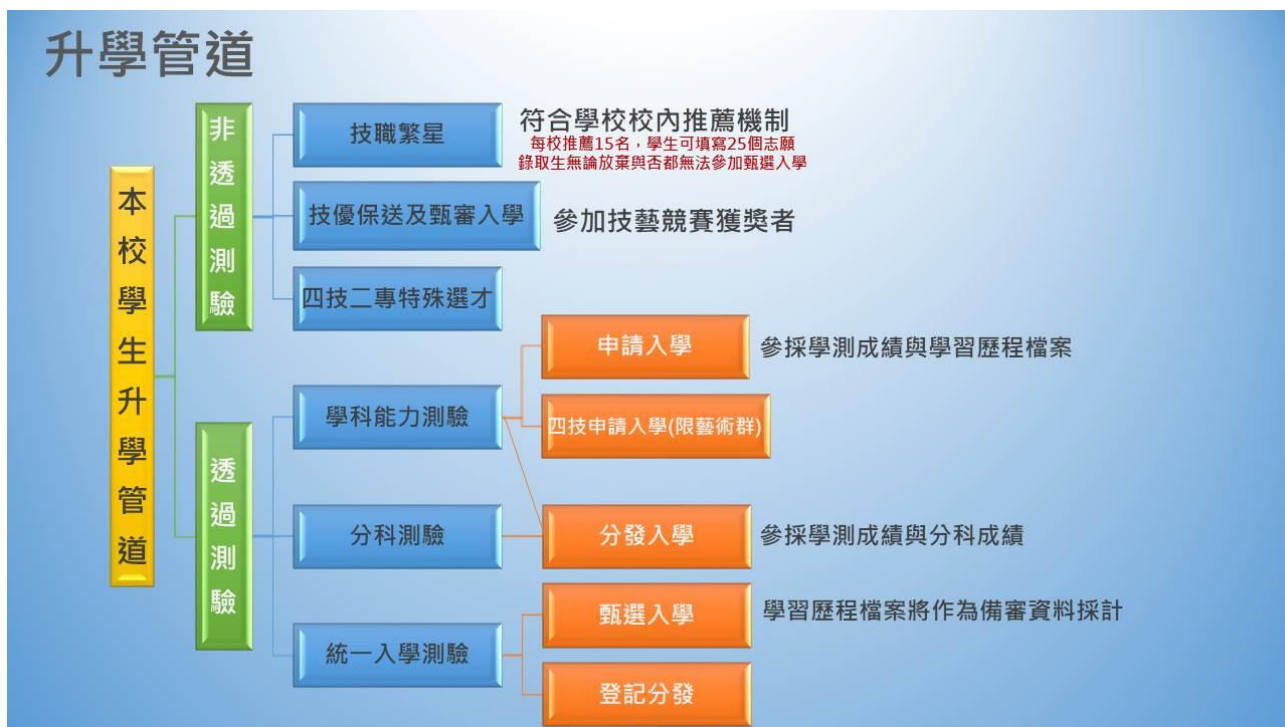 升學管道
本校學生升學管道
非透過測驗
技職繁星
符合學校校內推薦機制
每校推薦15名，學生可填寫25個志願
錄取生無論放棄與否都無法參加甄選入學
技優保送及甄審入學
參加技藝競賽獲獎者
四技二專特殊選才
透過測驗
學科能力測驗
申請入學
參採學測成績與學習歷程檔案
四技申請入學(限藝術群)
分科測驗
分發入學
參採學測成績與分科成績
統一入學測驗
甄選入學
學習歷程檔案將作為備審資料採計
登記分發